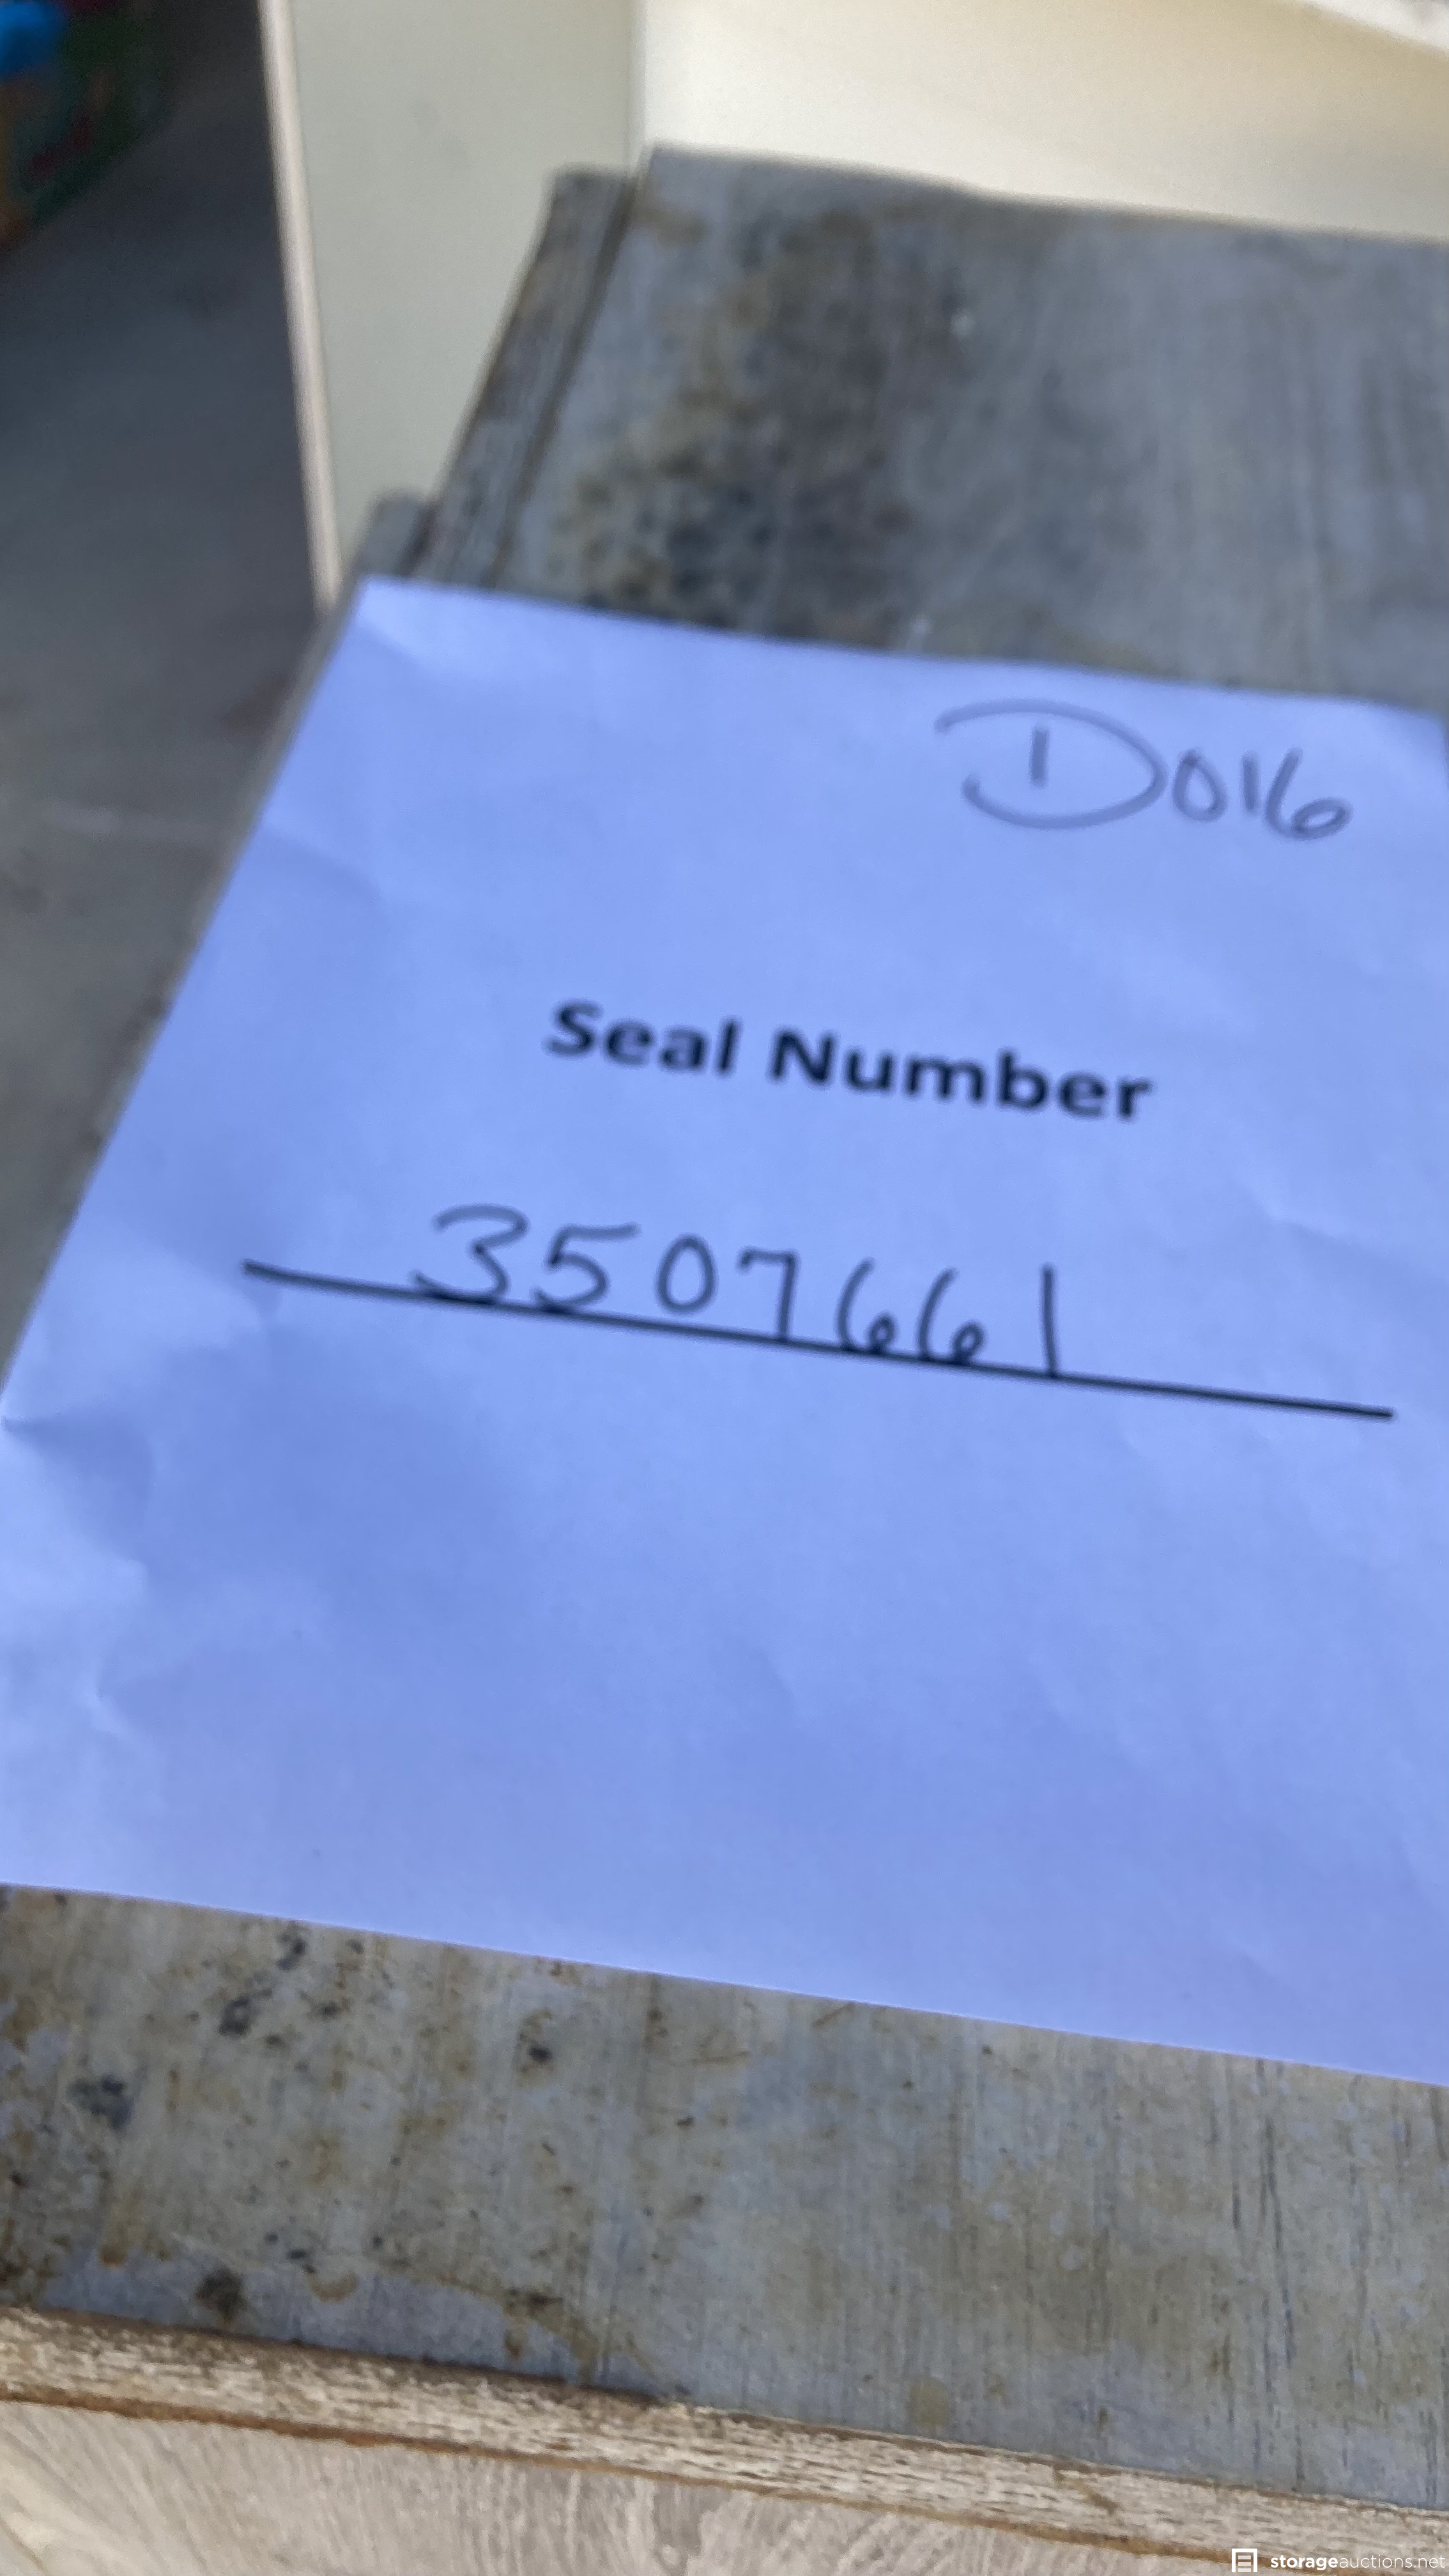 D016
Seal Number
3507661
storageauctions.net